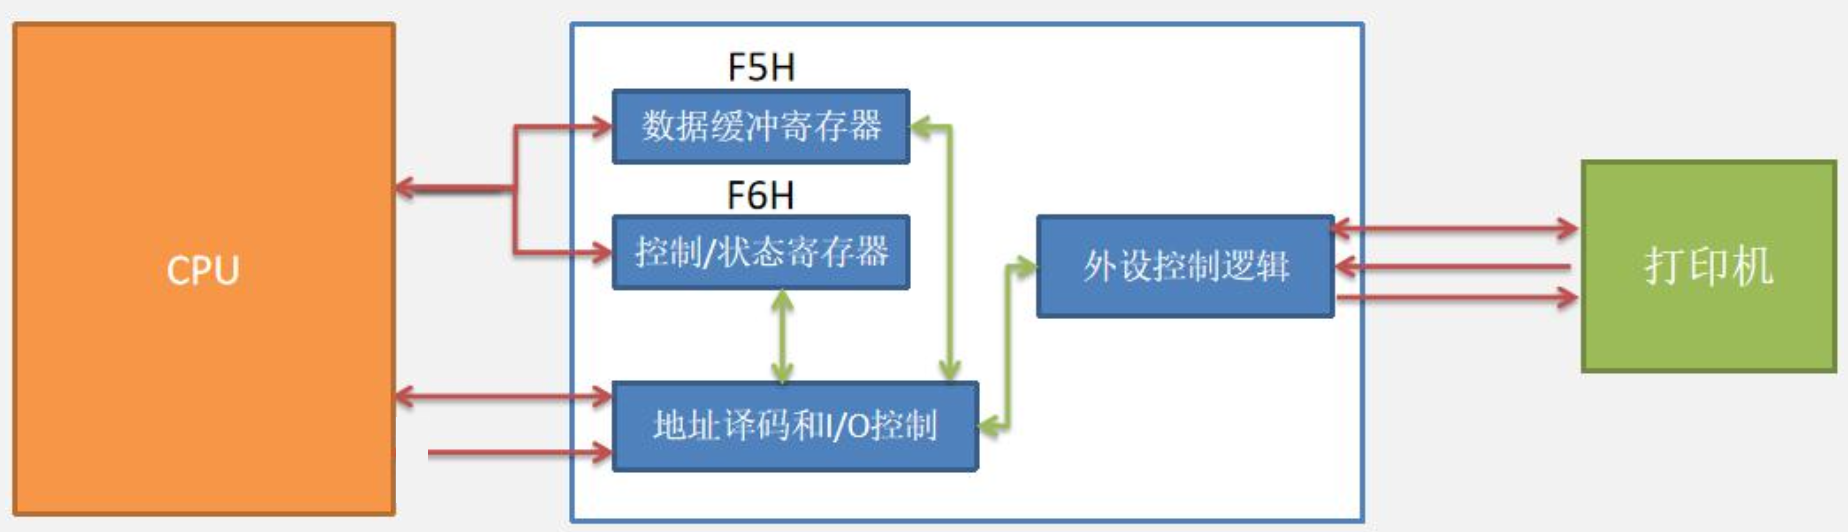 CPU
F5H
数据缓冲寄存器
F6H
控制/状态寄存器
地址译码和I/O控制
外设控制逻辑
打印机